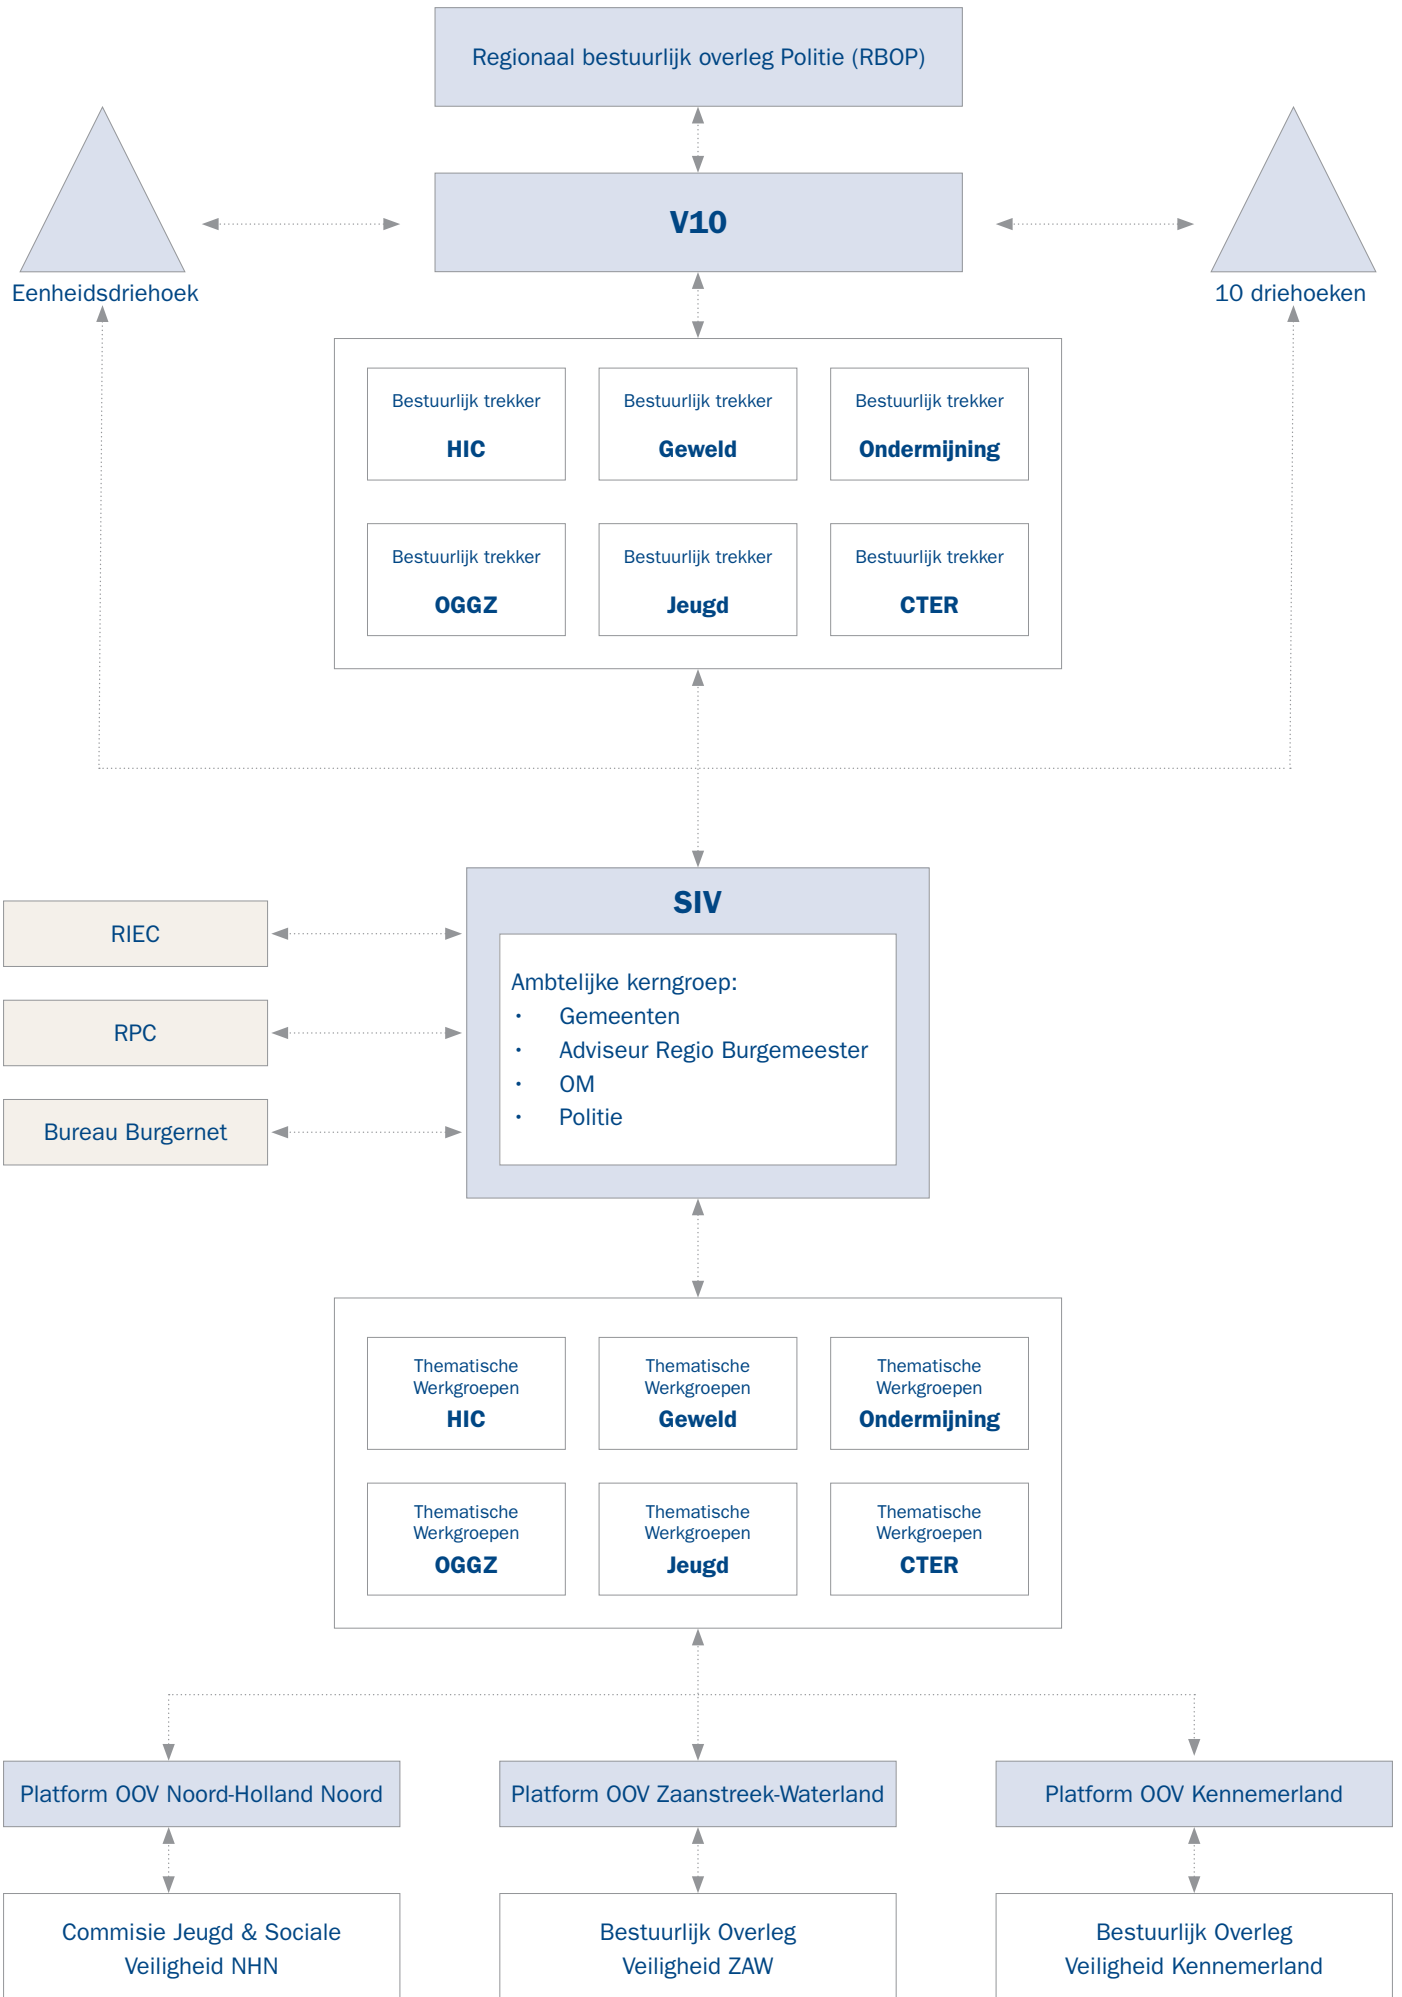 Regionaal bestuurlijk overleg Politie (RBOP)
V10
Eenheidsdriehoek
10 driehoeken
Bestuurlijk trekker
HIC
Bestuurlijk trekker
Geweld
Bestuurlijk trekker
Ondermijning
Bestuurlijk trekker
OGGZ
Bestuurlijk trekker
Jeugd
Bestuurlijk trekker
CTER
SIV
RIEC
RPC
Bureau Burgernet
Ambtelijke kerngroep:
• Gemeenten
• Adviseur Regio Burgemeester
• OM
• Politie
Thematische
Werkgroepen
HIC
Thematische
Werkgroepen
Geweld
Thematische
Werkgroepen
Ondermijning
Thematische
Werkgroepen
OGGZ
Thematische
Werkgroepen
Jeugd
Thematische
Werkgroepen
CTER
Platform OOV Noord-Holland Noord
Platform OOV Zaanstreek-Waterland
Platform OOV Kennemerland
Commisie Jeugd & Sociale
Veiligheid NHN
Bestuurlijk Overleg
Veiligheid ZAW
Bestuurlijk Overleg
Veiligheid Kennemerland